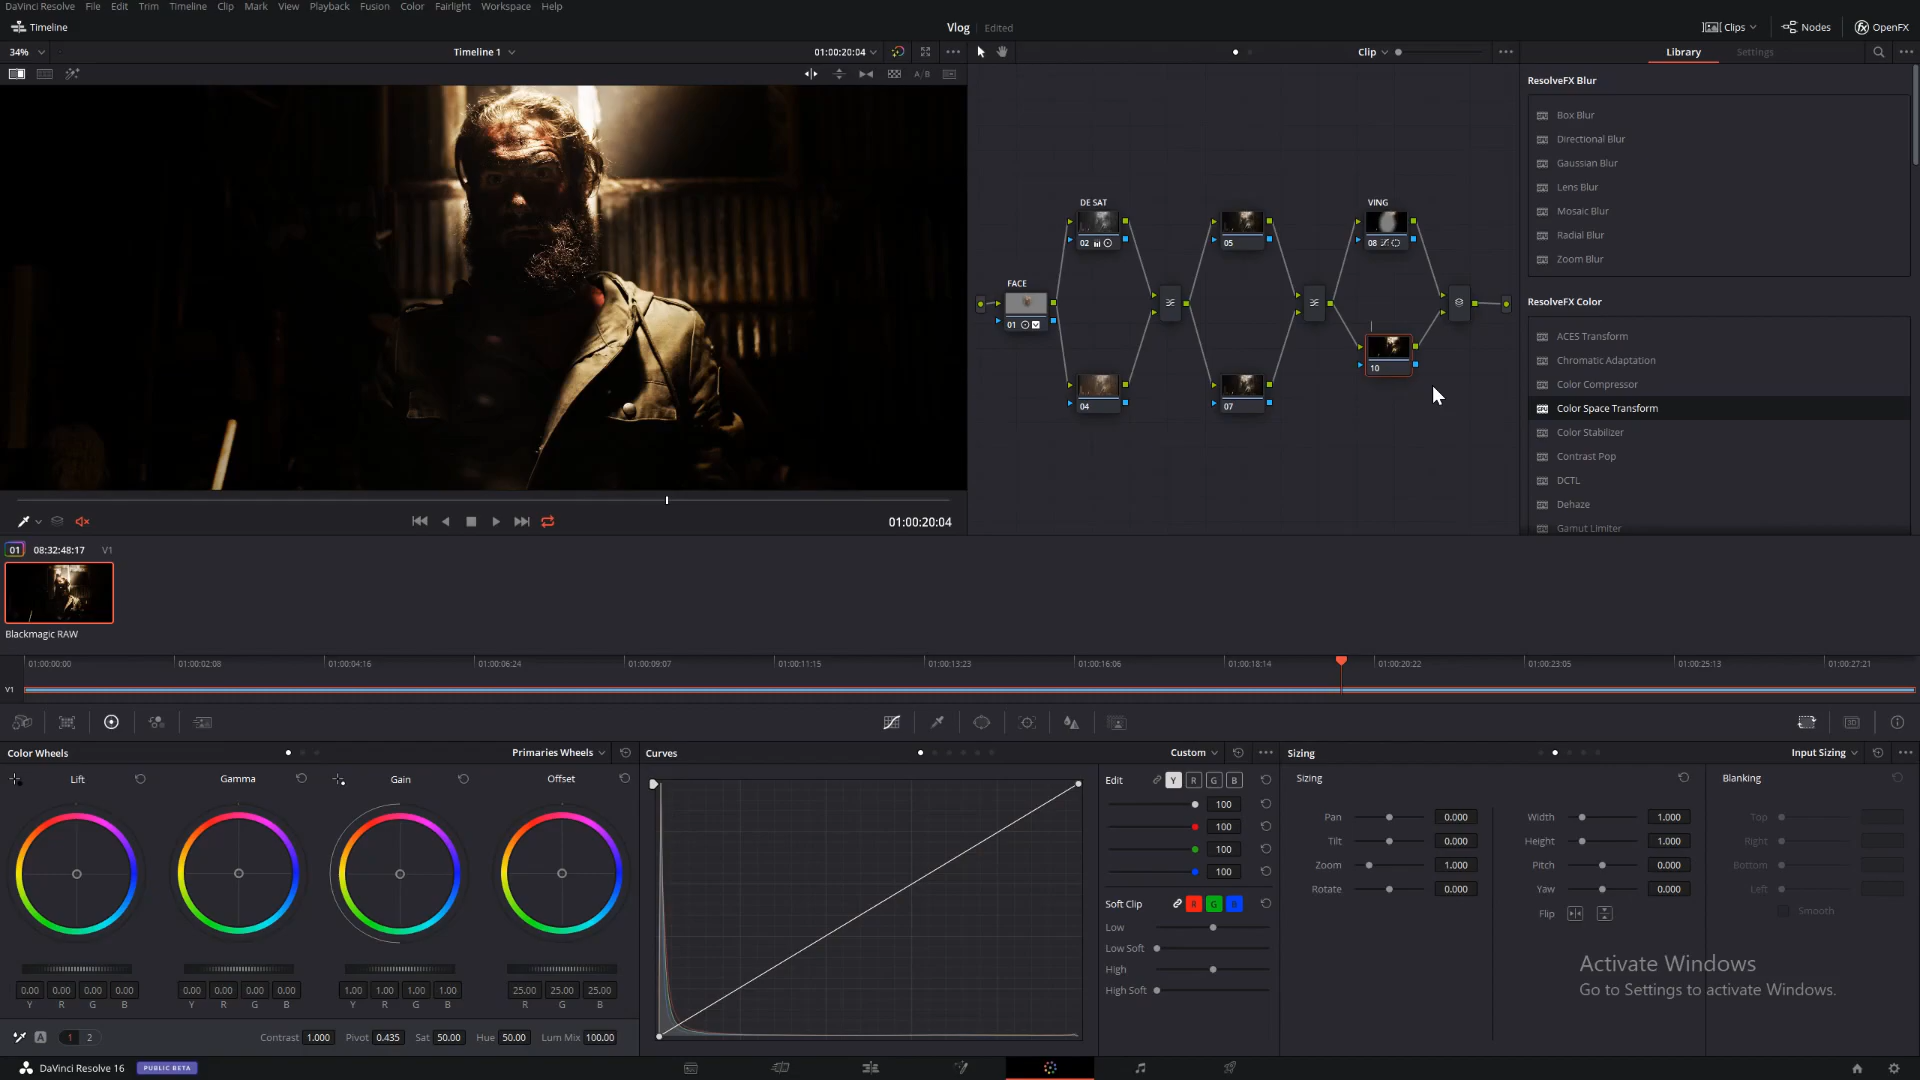 DaVinci Resolve File Edit Trim Timeline Clip Mark View Playback Fusion Color Fairlight Workspace Help
Timeline Vlog Edited Clips Nodes OpenFX
34% Timeline 1 01:00:20:04 Clip Library Settings
A/B
ResolveFX Blur
Box Blur
Directional Blur
Gaussian Blur
Lens Blur
Mosaic Blur
Radial Blur
Zoom Blur
ResolveFX Color
ACES Transform
Chromatic Adaptation
Color Compressor
Color Space Transform
Color Stabilizer
Contrast Pop
DCTL
Dehaze
Gamut Limiter
DE SAT VING
02 05 08
FACE
01
10
04 07
01:00:20:04
01 08:32:48:17 V1
Blackmagic RAW
01:00:00:00 01:00:02:08 01:00:04:16 01:00:06:24 01:00:09:07 01:00:11:15 01:00:13:23 01:00:16:06 01:00:18:14 01:00:20:22 01:00:23:05 01:00:25:13 01:00:27:21
V1
Color Wheels Primaries Wheels Curves Custom Sizing Input Sizing
Lift Gamma Gain Offset
0.00 0.00 0.00 0.00 0.00 0.00 0.00 0.00 1.00 1.00 1.00 1.00 25.00 25.00 25.00
Y R G B Y R G B Y R G B R G B
A 1 2 Contrast 1.000 Pivot 0.435 Sat 50.00 Hue 50.00 Lum Mix 100.00
Edit Y R G B
100
100
100
100
Soft Clip R G B
Low
Low Soft
High
High Soft
Sizing Blanking
Pan 0.000 Width 1.000 Top
Tilt 0.000 Height 1.000 Right
Zoom 1.000 Pitch 0.000 Bottom
Rotate 0.000 Yaw 0.000 Left
Flip Smooth
Activate Windows
Go to Settings to activate Windows.
DaVinci Resolve 16 PUBLIC BETA